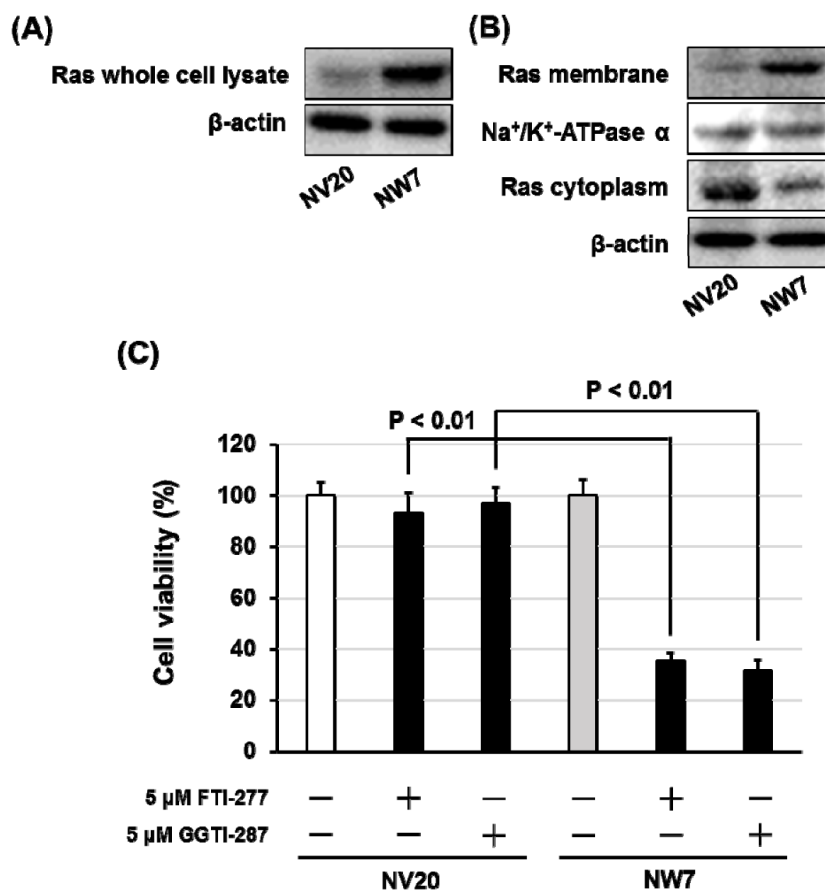 (A)
Ras whole cell lysate
β-actin
NV20 NW7
(B)
Ras membrane
Na⁺/K⁺-ATPase α
Ras cytoplasm
β-actin
NV20 NW7
(C)
P < 0.01
P < 0.01
Cell viability (%)
120
100
80
60
40
20
0
5 μM FTI-277 − + − − + −
5 μM GGTI-287 − − + − − +
NV20 NW7